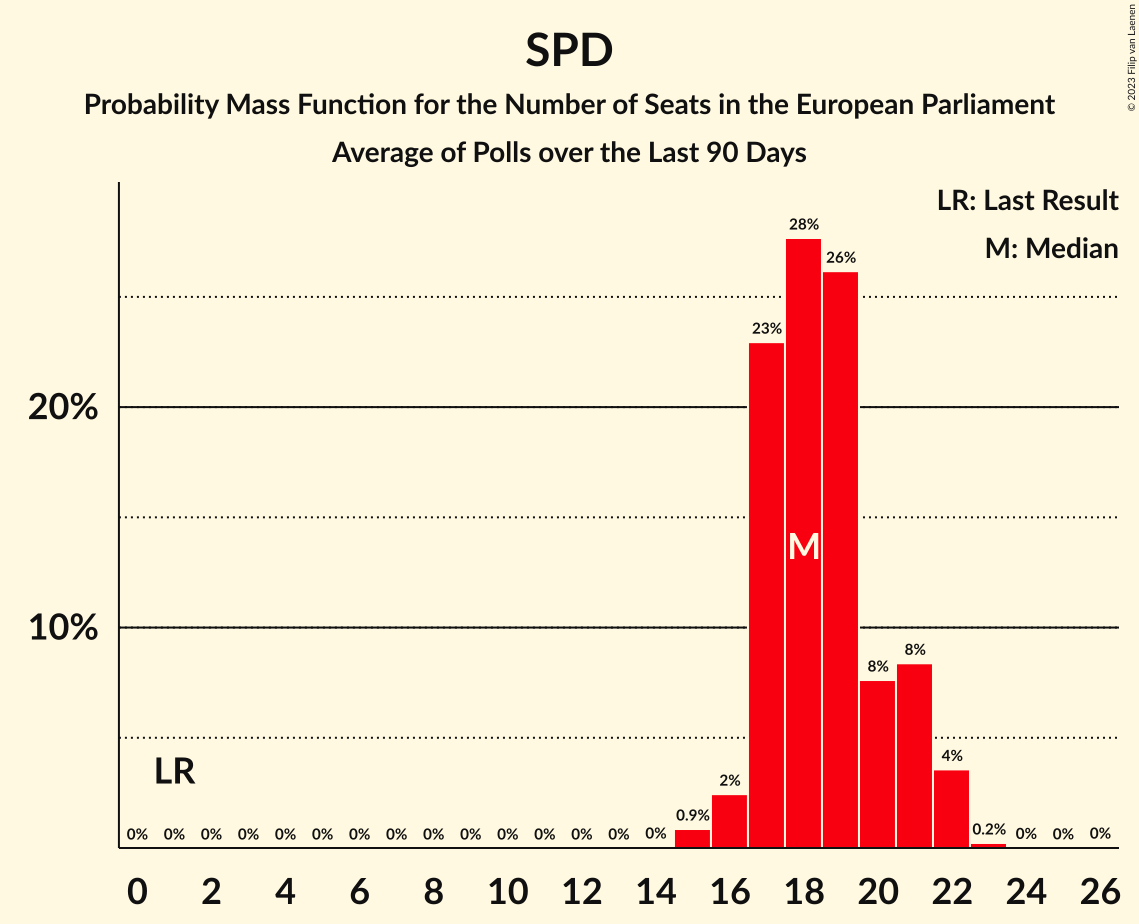 SPD
Probability Mass Function for the Number of Seats in the European Parliament
Average of Polls over the Last 90 Days
© 2023 Filip van Laenen
LR: Last Result
M: Median
28%
26%
23%
20%
M
10%
8%
8%
4%
LR
2%
0.9%
0.2%
0% 0% 0% 0% 0% 0% 0% 0% 0% 0% 0% 0% 0% 0% 0% 0% 0% 0%
0 2 4 6 8 10 12 14 16 18 20 22 24 26